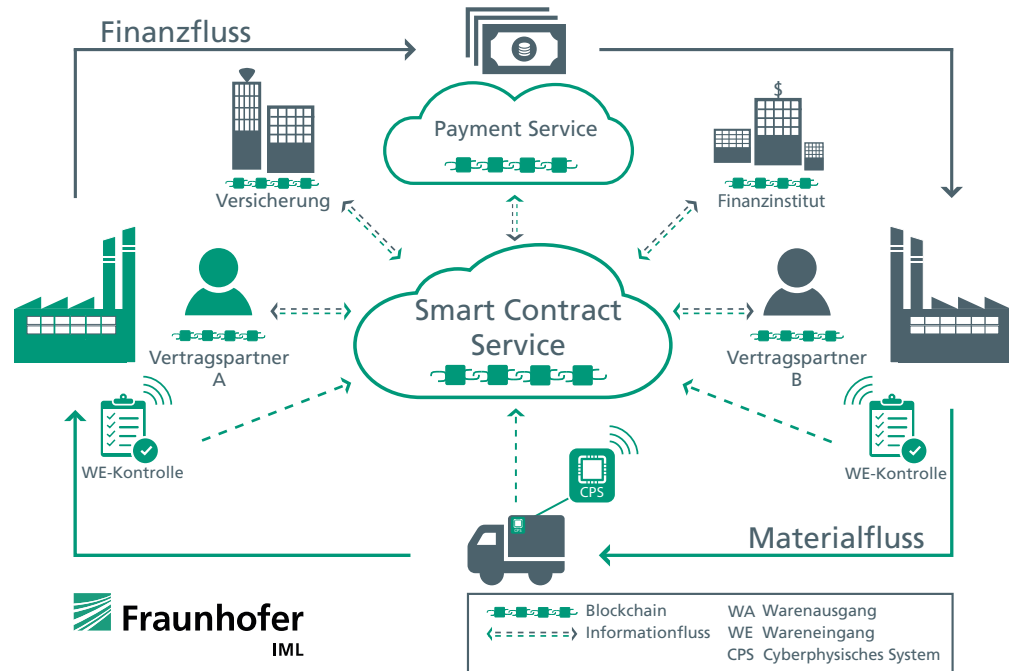 Finanzfluss
$
Payment Service
Versicherung
Finanzinstitut
Smart Contract
Service
Vertragspartner
A
Vertragspartner
B
WE-Kontrolle
WE-Kontrolle
CPS
CPS
Materialfluss
Fraunhofer
IML
Blockchain
WA Warenausgang
Informationfluss
WE Wareneingang
CPS Cyberphysisches System